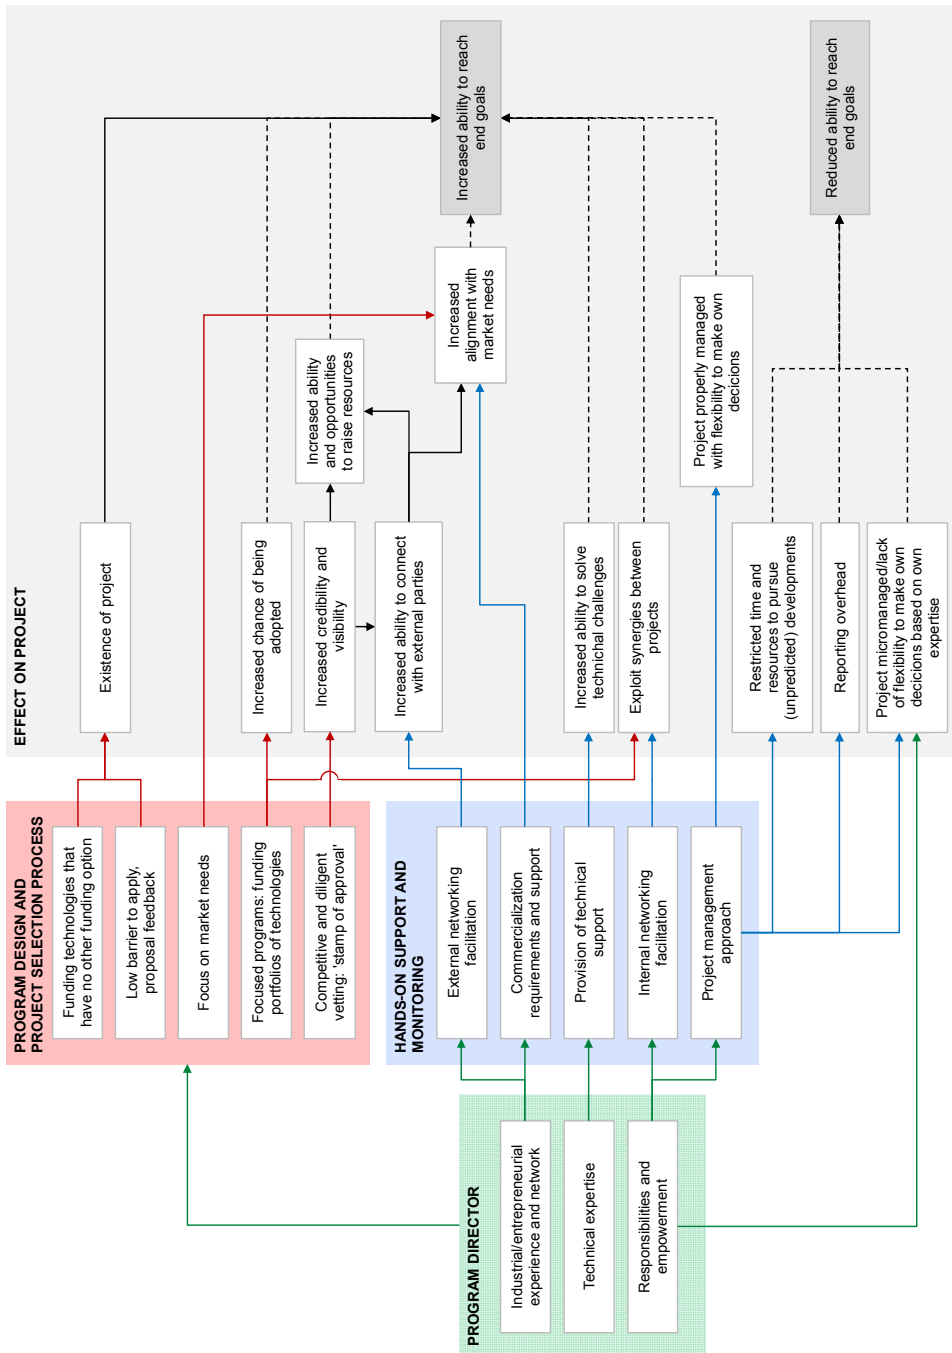 PROGRAM DIRECTOR
Industrial/entrepreneurial
experience and network
Technical expertise
Responsibilities and
empowerment
PROGRAM DESIGN AND
PROJECT SELECTION PROCESS
Funding technologies that
have no other funding option
Low barrier to apply,
proposal feedback
Focus on market needs
Focused programs: funding
portfolios of technologies
Competitive and diligent
vetting: 'stamp of approval'
HANDS-ON SUPPORT AND
MONITORING
External networking
facilitation
Commercialization
requirements and support
Provision of technical
support
Internal networking
facilitation
Project management
approach
EFFECT ON PROJECT
Existence of project
Increased chance of being
adopted
Increased credibility and
visibility
Increased ability to connect
with external parties
Increased ability to solve
technichal challenges
Exploit synergies between
projects
Restricted time and
resources to pursue
(unpredicted) developments
Reporting overhead
Project micromanaged/lack
of flexibility to make own
decisions based on own
expertise
Increased ability
and opportunities
to raise resources
Increased
alignment with
market needs
Project properly managed
with flexibility to make own
decicions
Increased ability to reach
end goals
Reduced ability to reach
end goals